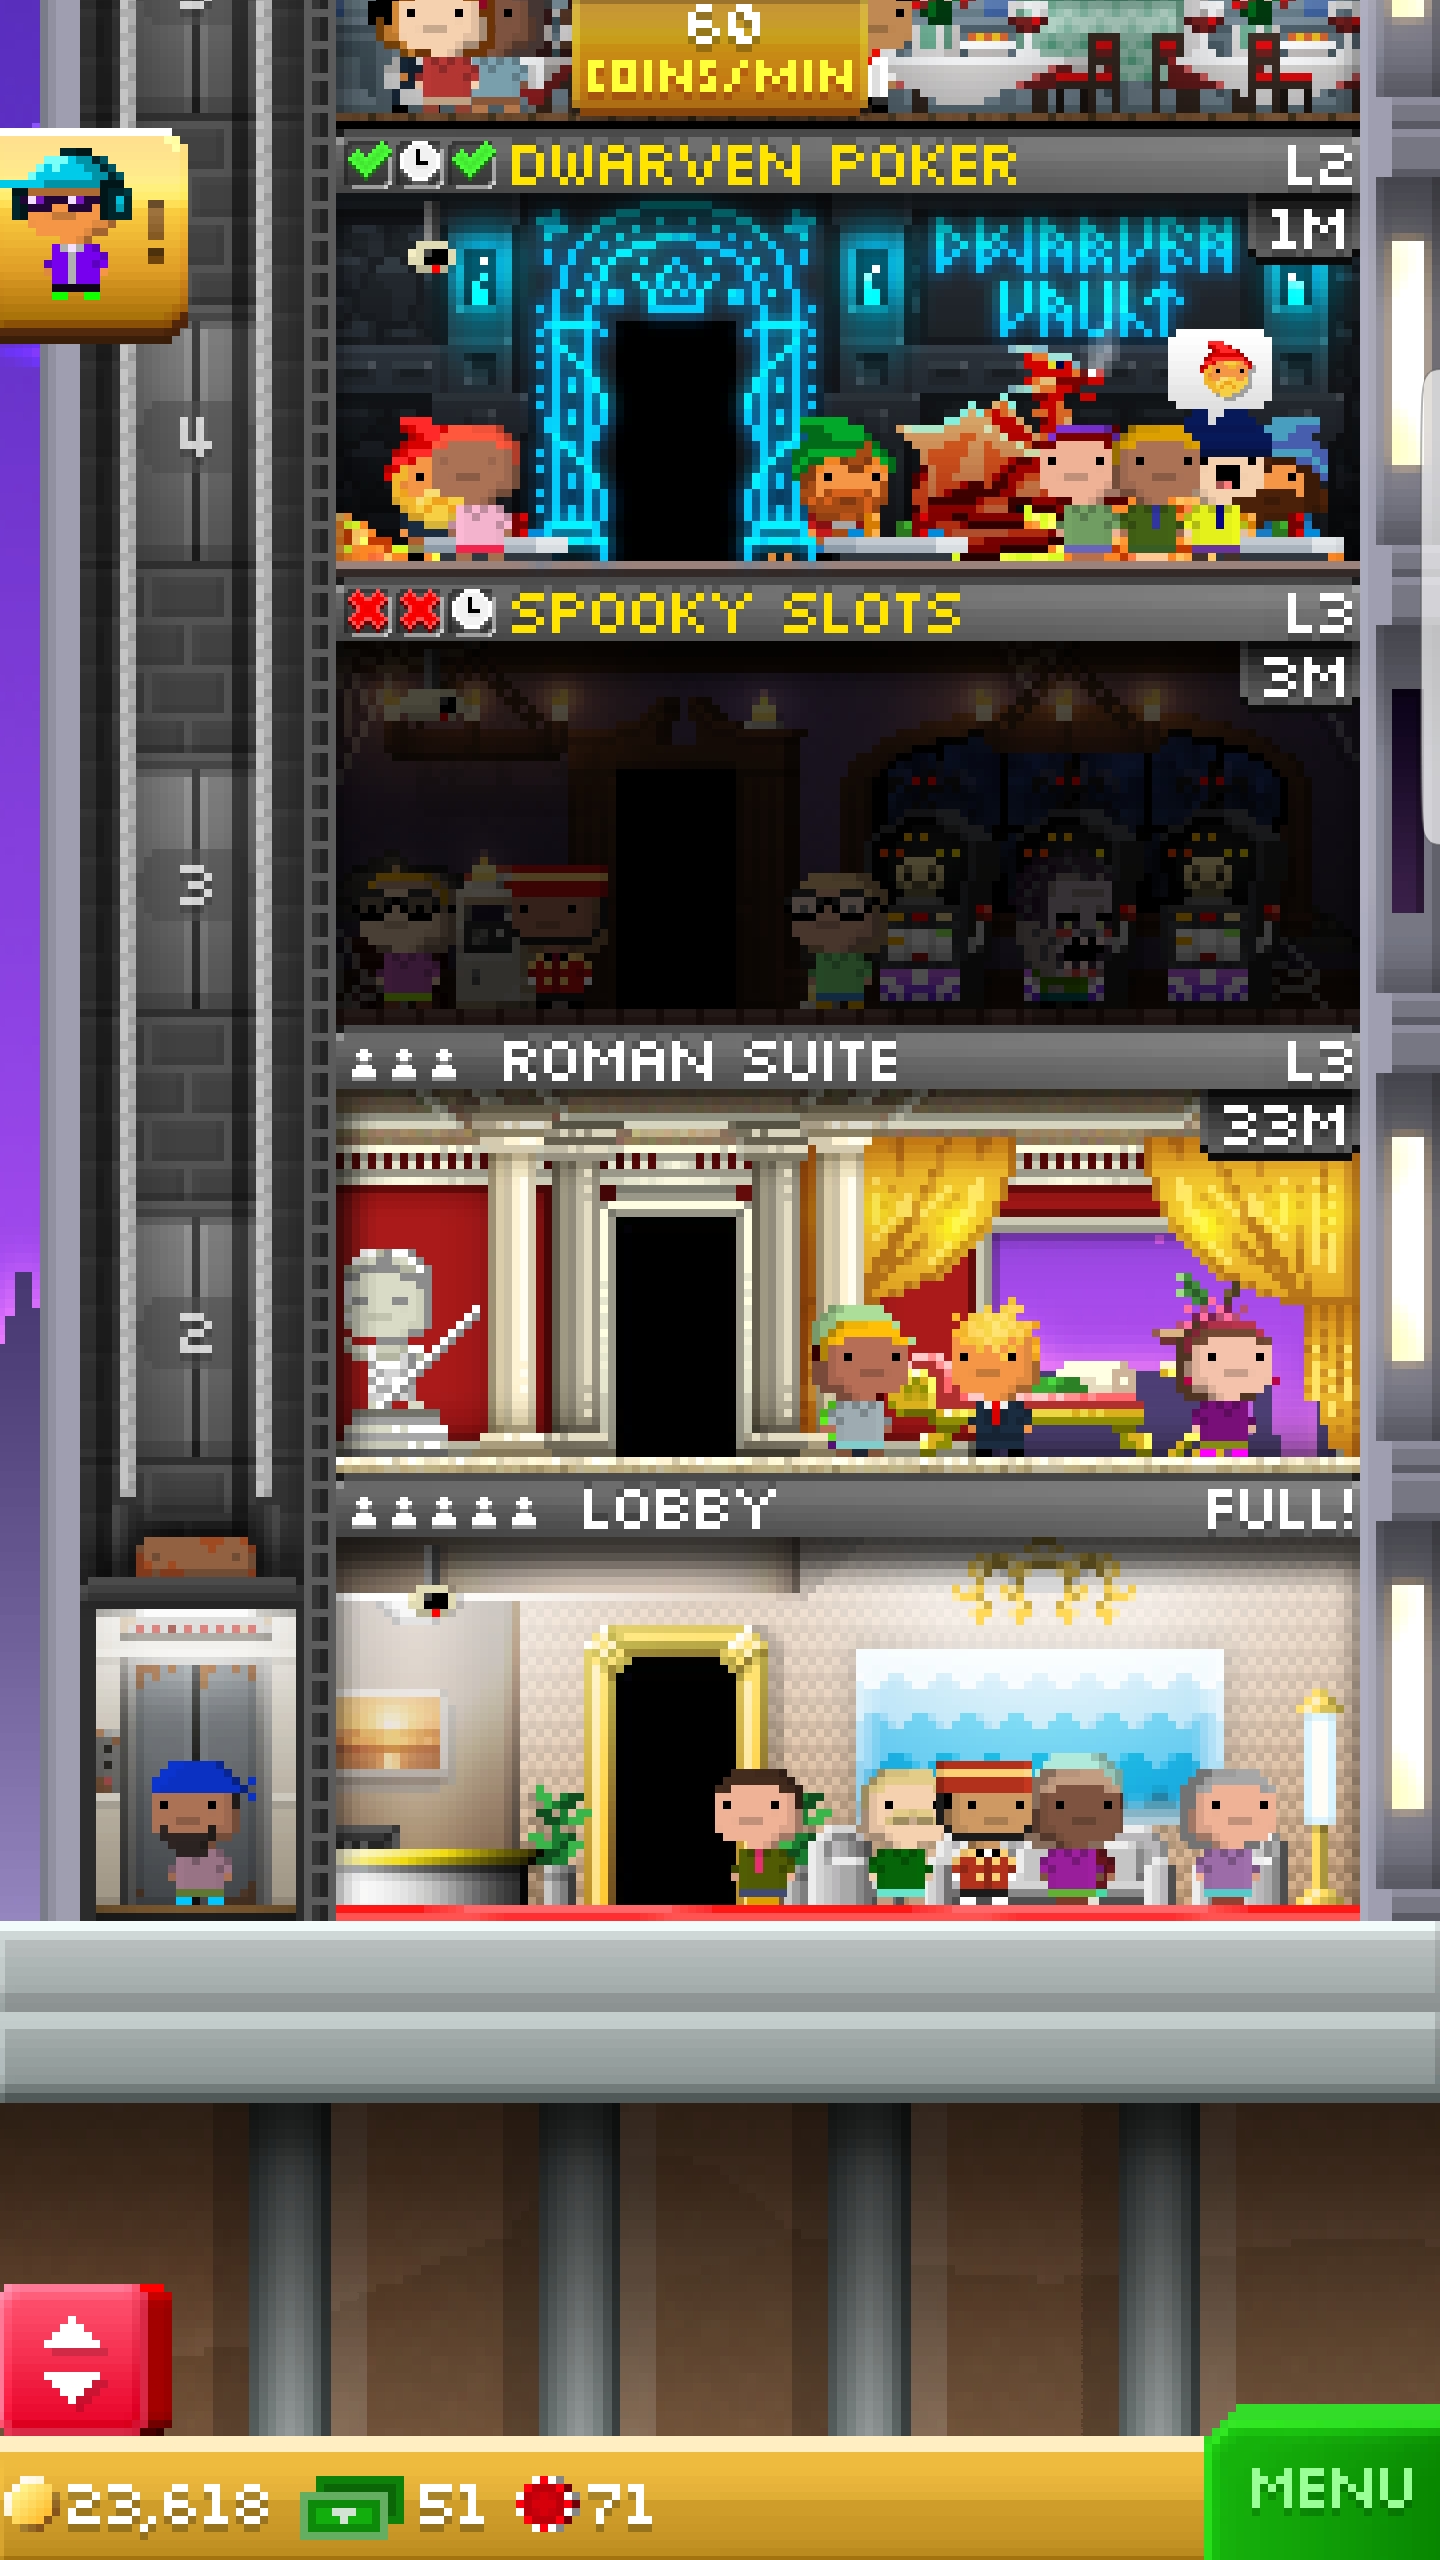 60
COINS/MIN
DWARVEN POKER L2
1M
DWARVEN
VAULT
4
SPOOKY SLOTS L3
3M
3
ROMAN SUITE L3
33M
2
LOBBY FULL!
23,618 51 71
MENU